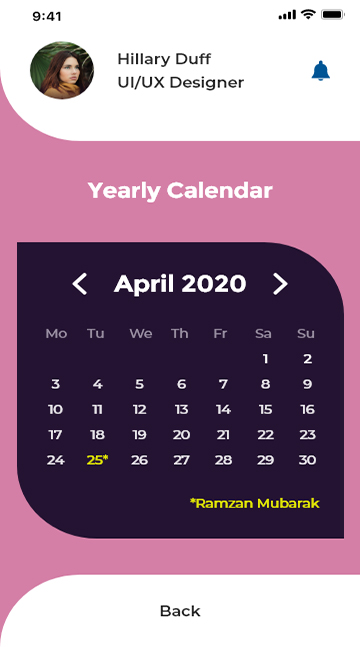 9:41
Hillary Duff
UI/UX Designer
Yearly Calendar
April 2020
Mo Tu We Th Fr Sa Su
1 2
3 4 5 6 7 8 9
10 11 12 13 14 15 16
17 18 19 20 21 22 23
24 25* 26 27 28 29 30
*Ramzan Mubarak
Back